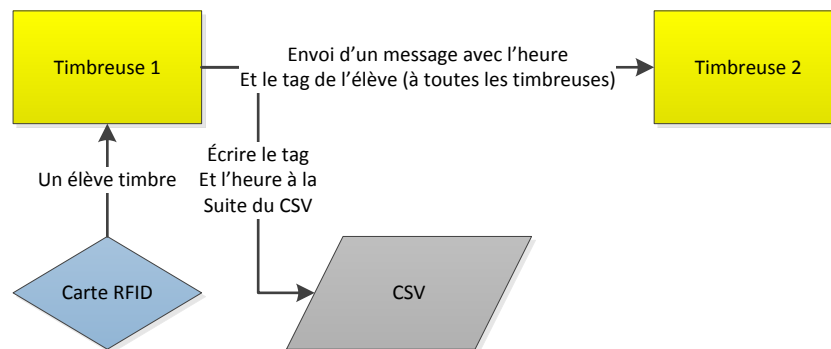 Timbreuse 1
Envoi d’un message avec l’heure
Et le tag de l’élève (à toutes les timbreuses)
Timbreuse 2
Écrire le tag
Et l’heure à la
Suite du CSV
Un élève timbre
Carte RFID
CSV